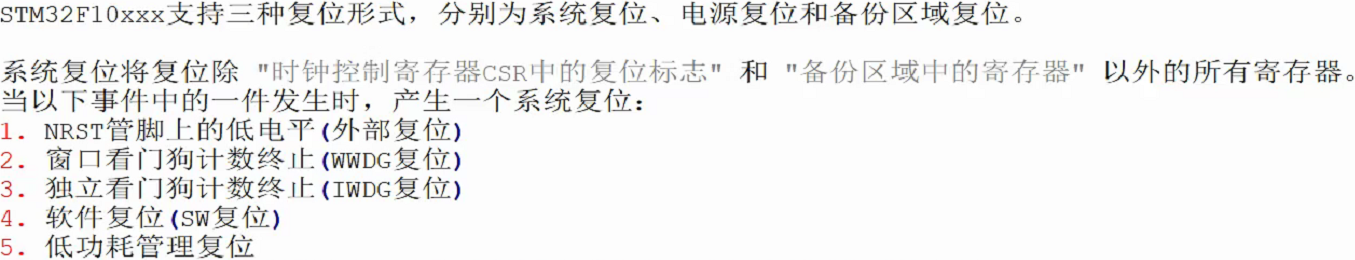 STM32F10xxx支持三种复位形式，分别为系统复位、电源复位和备份区域复位。
系统复位将复位除 "时钟控制寄存器CSR中的复位标志" 和 "备份区域中的寄存器" 以外的所有寄存器。
当以下事件中的一件发生时，产生一个系统复位：
1. NRST管脚上的低电平(外部复位)
2. 窗口看门狗计数终止(WWDG复位)
3. 独立看门狗计数终止(IWDG复位)
4. 软件复位(SW复位)
5. 低功耗管理复位